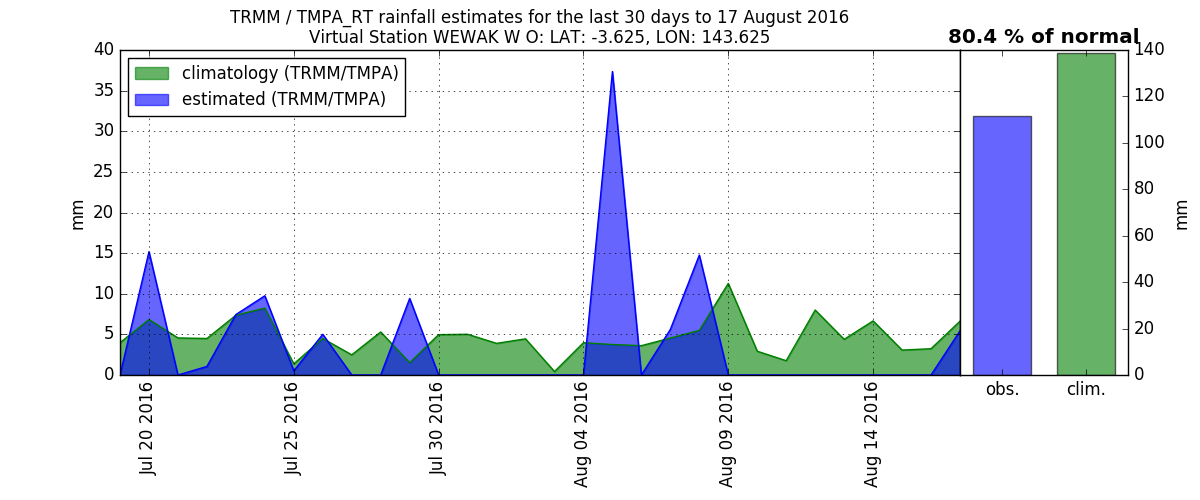 TRMM / TMPA_RT rainfall estimates for the last 30 days to 17 August 2016
Virtual Station WEWAK W O: LAT: -3.625, LON: 143.625
80.4 % of normal
climatology (TRMM/TMPA)
estimated (TRMM/TMPA)
40
35
30
25
20
15
10
5
0
mm
Jul 20 2016
Jul 25 2016
Jul 30 2016
Aug 04 2016
Aug 09 2016
Aug 14 2016
obs.
clim.
140
120
100
80
60
40
20
0
mm